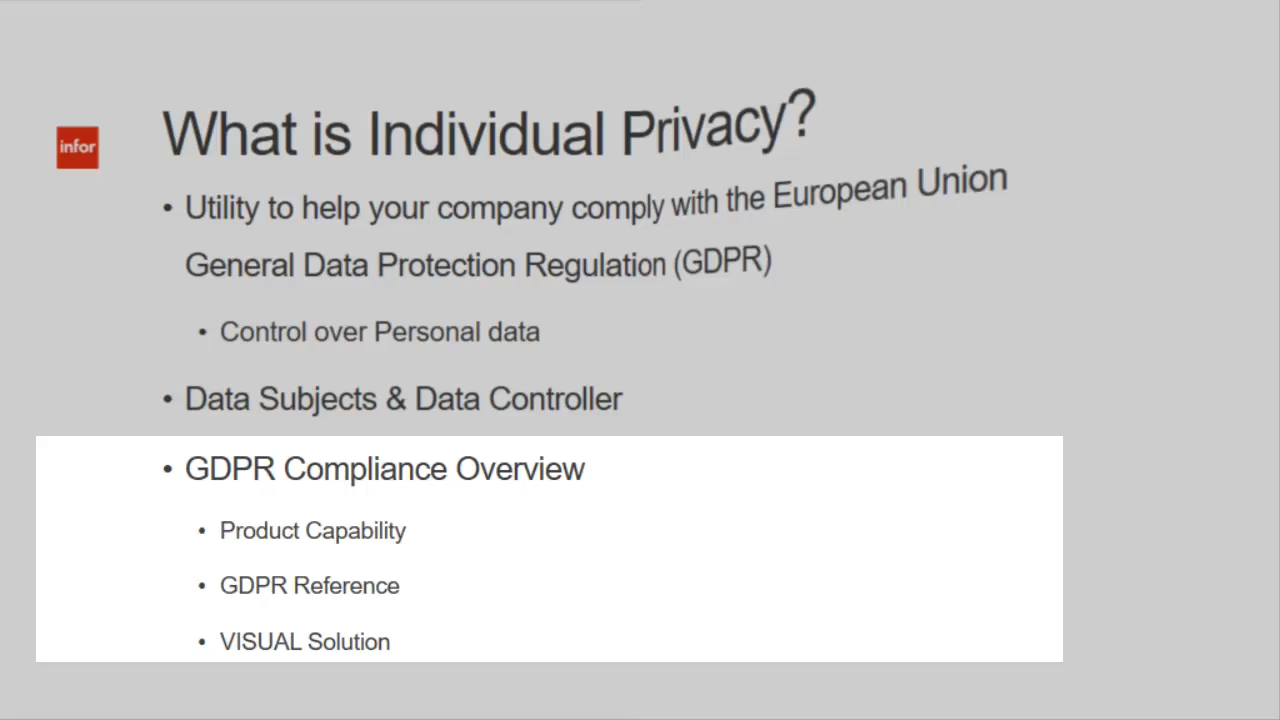 infor
What is Individual Privacy?
• Utility to help your company comply with the European Union
General Data Protection Regulation (GDPR)
• Control over Personal data
• Data Subjects & Data Controller
• GDPR Compliance Overview
• Product Capability
• GDPR Reference
• VISUAL Solution